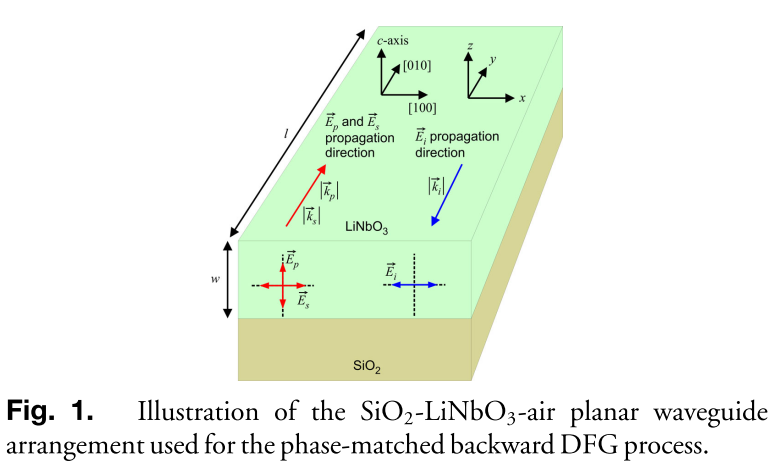 c-axis
z
y
[010]
x
[100]
l
E⃗p and E⃗s
propagation
direction
E⃗i propagation
direction
|k⃗p|
|k⃗i|
|k⃗s|
LiNbO3
w
E⃗p
E⃗i
E⃗s
SiO2
Fig. 1. Illustration of the SiO2-LiNbO3-air planar waveguide
arrangement used for the phase-matched backward DFG process.